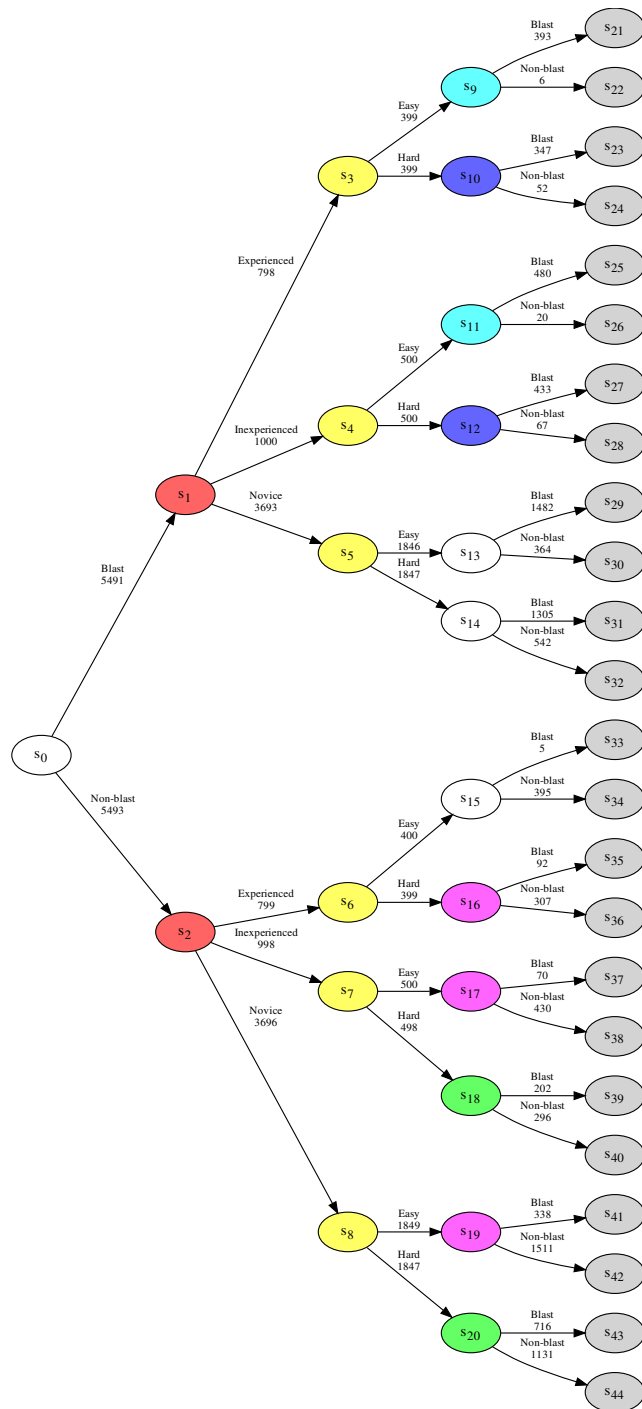 Blast
393
s21
s9
Non-blast
6
s22
Easy
399
s3
Hard
399
s10
Blast
347
s23
Non-blast
52
s24
Experienced
798
Blast
480
s25
s11
Non-blast
20
s26
Easy
500
Inexperienced
1000
s4
Hard
500
s12
Blast
433
s27
Non-blast
67
s28
s1
Novice
3693
s5
Easy
1846
Hard
1847
s13
Blast
1482
s29
Non-blast
364
s30
s14
Blast
1305
s31
Non-blast
542
s32
Blast
5491
s0
Non-blast
5493
Blast
5
s33
s15
Non-blast
395
s34
Easy
400
Experienced
799
s6
Hard
399
s16
Blast
92
s35
Non-blast
307
s36
s2
Inexperienced
998
s7
Easy
500
s17
Blast
70
s37
Non-blast
430
s38
Hard
498
s18
Blast
202
s39
Non-blast
296
s40
Novice
3696
s8
Easy
1849
s19
Blast
338
s41
Non-blast
1511
s42
Hard
1847
s20
Blast
716
s43
Non-blast
1131
s44